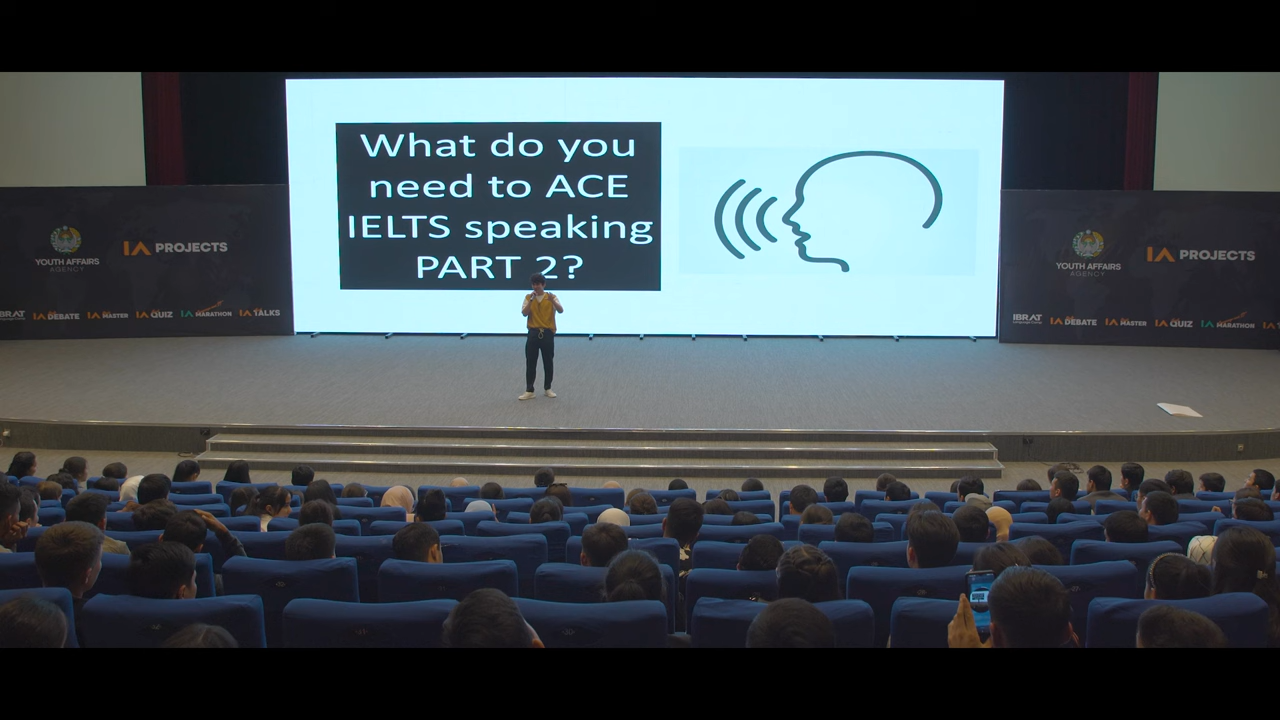 What do you
need to ACE
IELTS speaking
PART 2?
YOUTH AFFAIRS
AGENCY
IA PROJECTS
IBRAT
IA DEBATE
IA MASTER
IA QUIZ
IA MARATHON
IA TALKS
YOUTH AFFAIRS
AGENCY
IA PROJECTS
IBRAT
IA DEBATE
IA MASTER
IA QUIZ
IA MARATHON